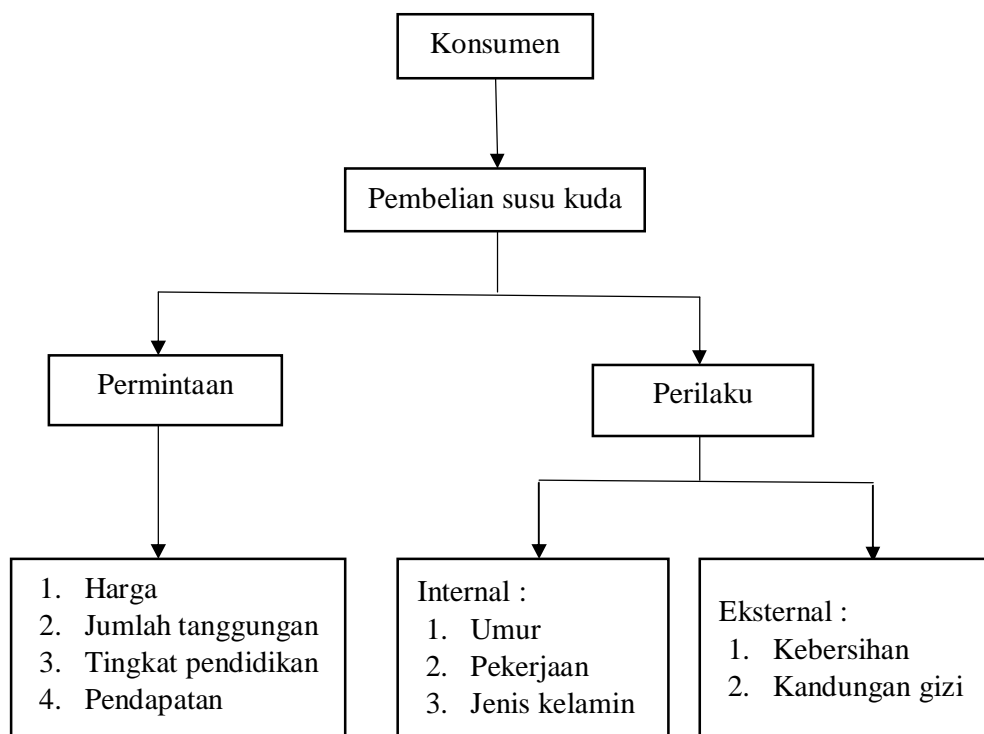 Konsumen
Pembelian susu kuda
Permintaan
Perilaku
1. Harga
2. Jumlah tanggungan
3. Tingkat pendidikan
4. Pendapatan
Internal :
1. Umur
2. Pekerjaan
3. Jenis kelamin
Eksternal :
1. Kebersihan
2. Kandungan gizi